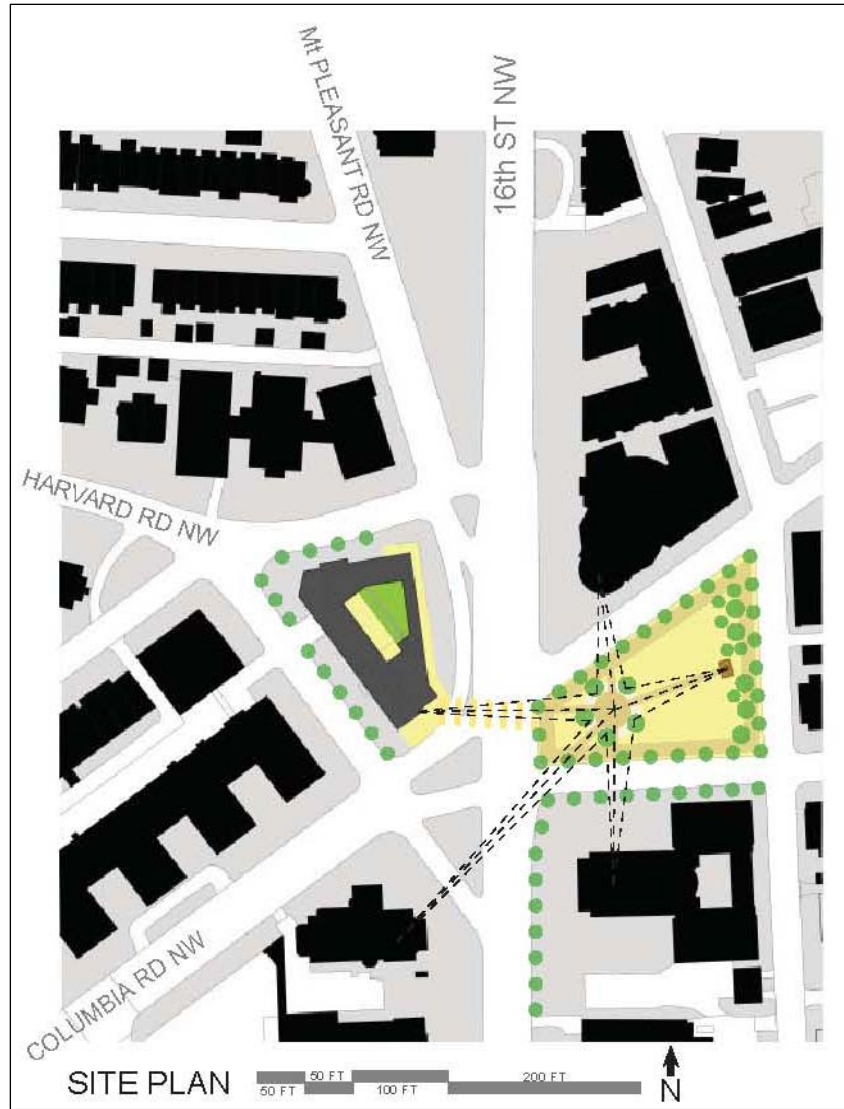 Mt PLEASANT RD NW
16th ST NW
HARVARD RD NW
COLUMBIA RD NW
SITE PLAN
50 FT
200 FT
50 FT
100 FT
N